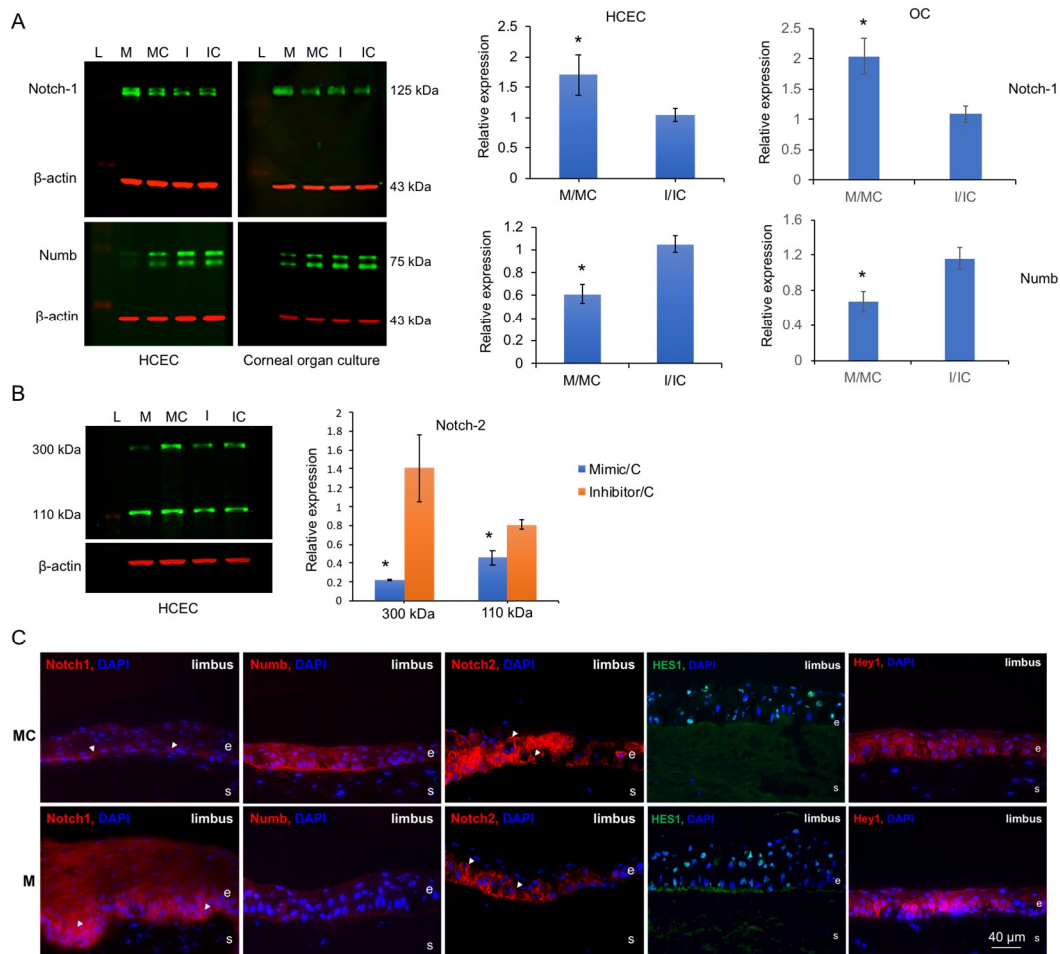 A
L M MC I IC
L M MC I IC
Notch-1
125 kDa
β-actin
43 kDa
Numb
75 kDa
β-actin
43 kDa
HCEC
Corneal organ culture
HCEC
Relative expression
2.5
2
1.5
1
0.5
0
*
M/MC
I/IC
OC
Relative expression
2.5
2
1.5
1
0.5
0
*
M/MC
I/IC
Notch-1
Relative expression
1.2
1
0.8
0.6
0.4
0.2
0
*
M/MC
I/IC
Relative expression
1.6
1.2
0.8
0.4
0
*
M/MC
I/IC
Numb
B
L M MC I IC
300 kDa
110 kDa
β-actin
HCEC
Notch-2
Relative expression
2
1.8
1.6
1.4
1.2
1
0.8
0.6
0.4
0.2
0
*
*
300 kDa
110 kDa
Mimic/C
Inhibitor/C
C
MC
Notch1, DAPI limbus
e
s
Numb, DAPI limbus
e
s
Notch2, DAPI limbus
e
s
HES1, DAPI limbus
e
s
Hey1, DAPI limbus
e
s
M
Notch1, DAPI limbus
e
s
Numb, DAPI limbus
e
s
Notch2, DAPI limbus
e
s
HES1, DAPI limbus
e
s
Hey1, DAPI limbus
e
s
40 μm